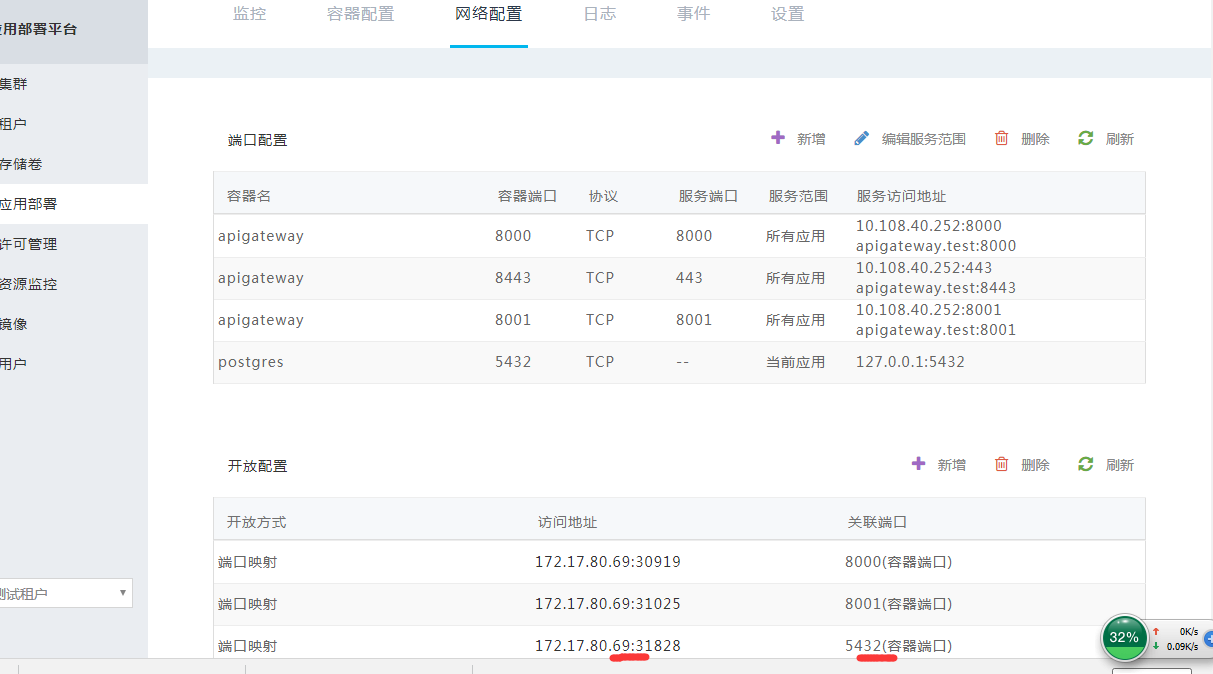 监控 容器配置 网络配置 日志 事件 设置
用部署平台
集群
租户
存储卷
应用部署
许可管理
资源监控
镜像
用户
测试租户
端口配置 新增 编辑服务范围 删除 刷新
容器名 容器端口 协议 服务端口 服务范围 服务访问地址
apigateway 8000 TCP 8000 所有应用 10.108.40.252:8000
apigateway.test:8000
apigateway 8443 TCP 443 所有应用 10.108.40.252:443
apigateway.test:8443
apigateway 8001 TCP 8001 所有应用 10.108.40.252:8001
apigateway.test:8001
postgres 5432 TCP -- 当前应用 127.0.0.1:5432
开放配置 新增 删除 刷新
开放方式 访问地址 关联端口
端口映射 172.17.80.69:30919 8000(容器端口)
端口映射 172.17.80.69:31025 8001(容器端口)
端口映射 172.17.80.69:31828 5432(容器端口)
32% 0K/s
0.09K/s